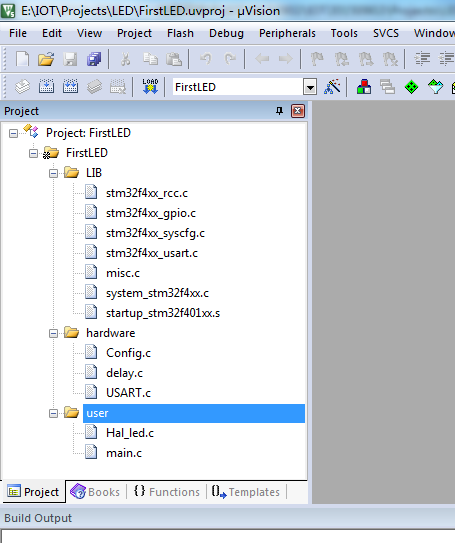 E:\IOT\Projects\LED\FirstLED.uvproj - µVision
File Edit View Project Flash Debug Peripherals Tools SVCS Window
LOAD FirstLED
Project
Project: FirstLED
FirstLED
LIB
stm32f4xx_rcc.c
stm32f4xx_gpio.c
stm32f4xx_syscfg.c
stm32f4xx_usart.c
misc.c
system_stm32f4xx.c
startup_stm32f401xx.s
hardware
Config.c
delay.c
USART.c
user
Hal_led.c
main.c
Project Books {} Functions Templates
Build Output